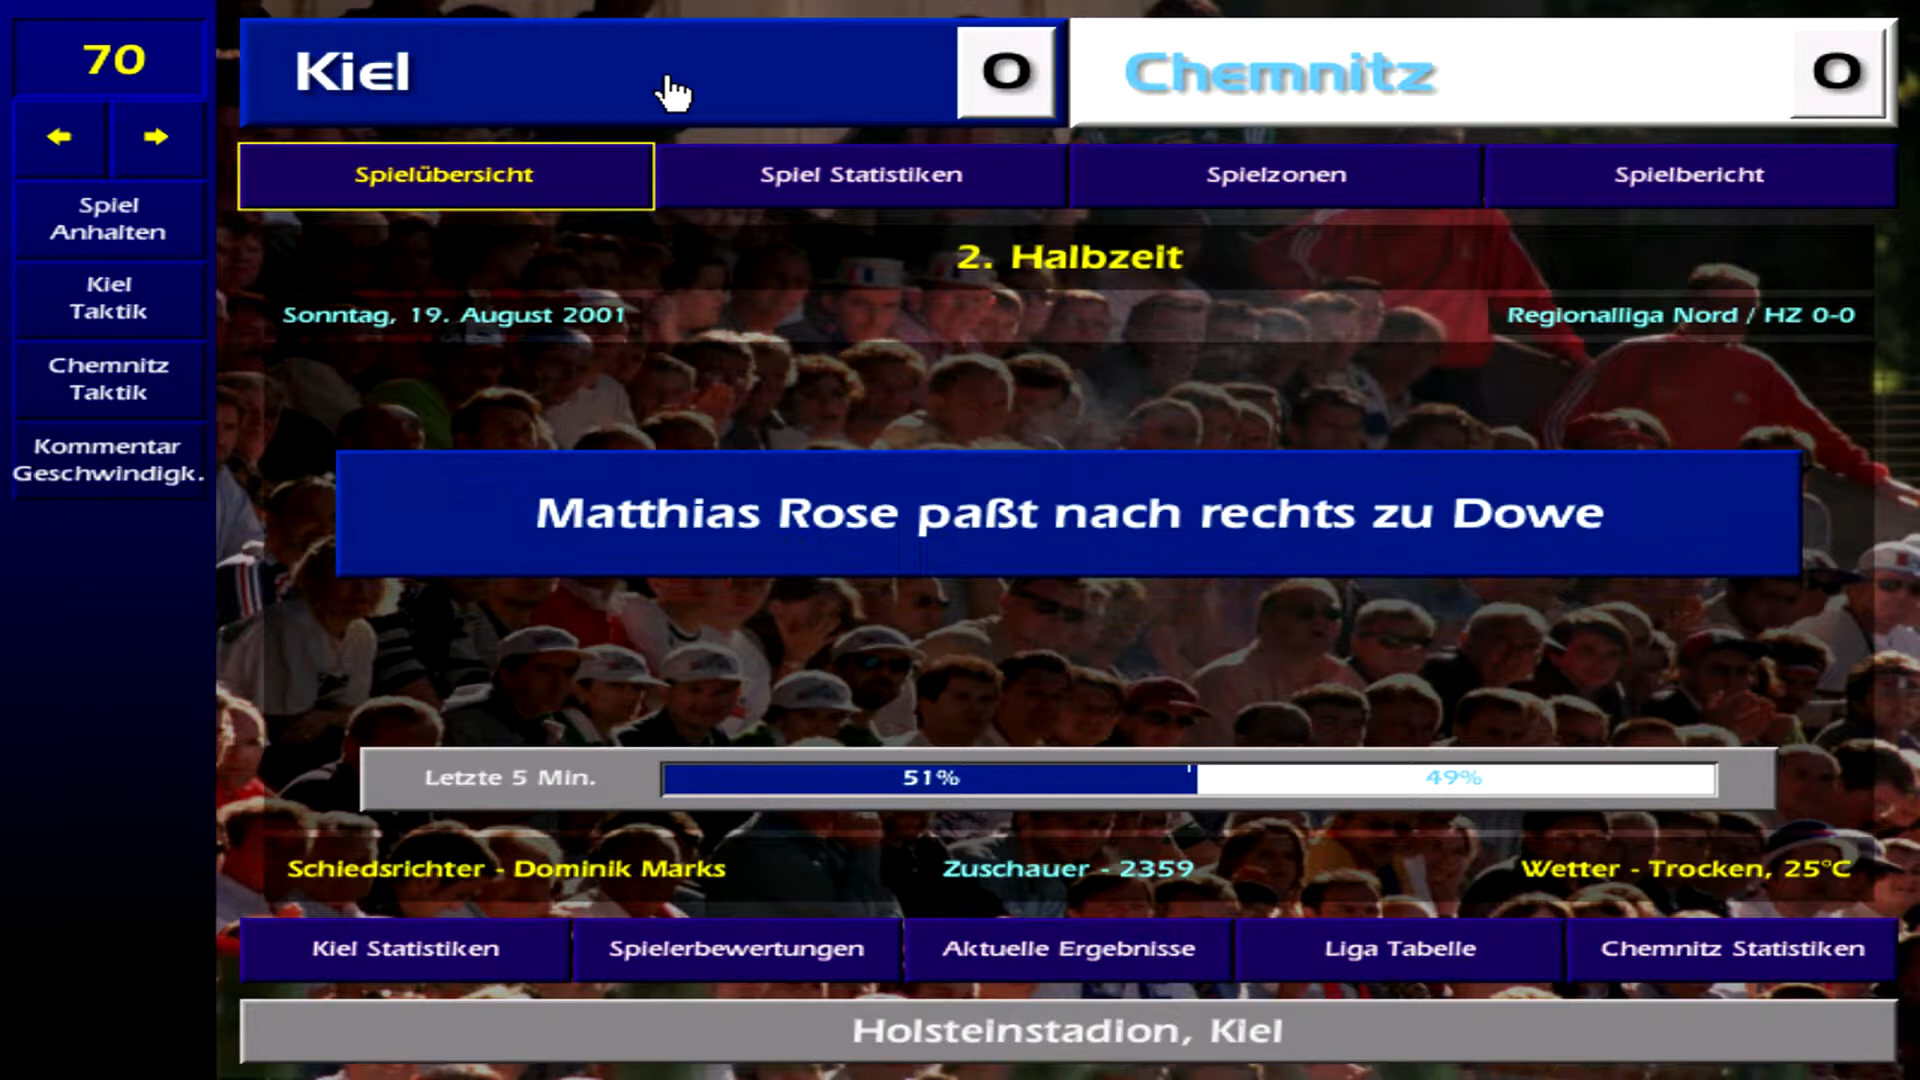 70
Kiel 0
Chemnitz 0
Spielübersicht
Spiel Statistiken
Spielzonen
Spielbericht
Spiel
Anhalten
Kiel
Taktik
Chemnitz
Taktik
Kommentar
Geschwindigk.
2. Halbzeit
Sonntag, 19. August 2001
Regionalliga Nord / HZ 0-0
Matthias Rose paßt nach rechts zu Dowe
Letzte 5 Min.
51%
49%
Schiedsrichter - Dominik Marks
Zuschauer - 2359
Wetter - Trocken, 25°C
Kiel Statistiken
Spielerbewertungen
Aktuelle Ergebnisse
Liga Tabelle
Chemnitz Statistiken
Holsteinstadion, Kiel